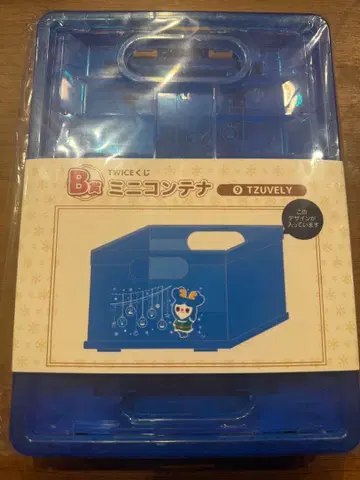 TWICEくじ
B賞 ミニコンテナ
⑨ TZUVELY
この
デザインが
入っています